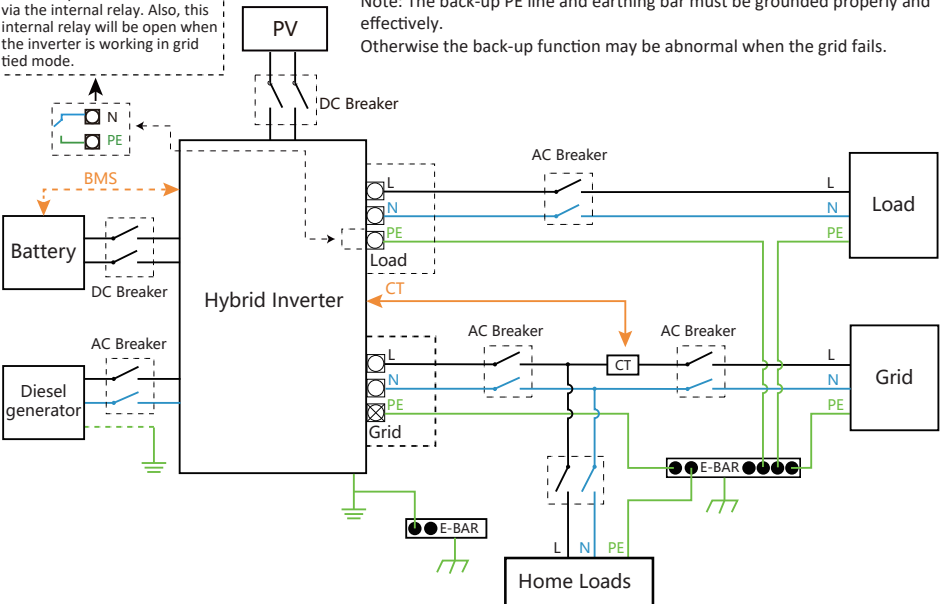 via the internal relay. Also, this
internal relay will be open when
the inverter is working in grid
tied mode.
Note: The back-up PE line and earthing bar must be grounded properly and
effectively.
Otherwise the back-up function may be abnormal when the grid fails.
PV
DC Breaker
N
PE
BMS
Battery
DC Breaker
AC Breaker
Diesel
generator
Hybrid Inverter
L
N
PE
Load
AC Breaker
L
N
PE
Load
CT
AC Breaker
CT
AC Breaker
L
N
PE
Grid
L
N
PE
Grid
E-BAR
E-BAR
L
N
PE
Home Loads